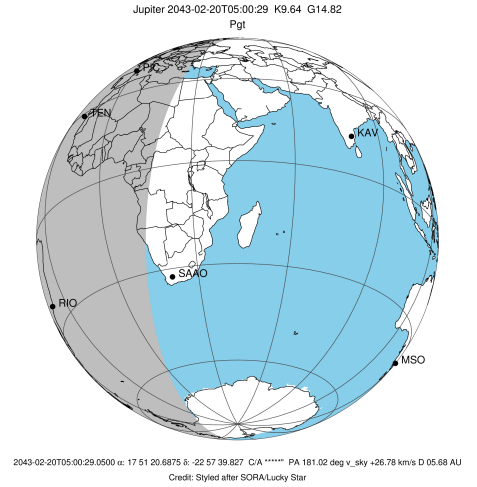 Jupiter 2043-02-20T05:00:29 K9.64 G14.82
Pgt
TEN
KAV
SAAO
RIO
MSO
2043-02-20T05:00:29.0500 α: 17 51 20.6875 δ: -22 57 39.827 C/A *****" PA 181.02 deg v_sky +26.78 km/s D 05.68 AU
Credit: Styled after SORA/Lucky Star